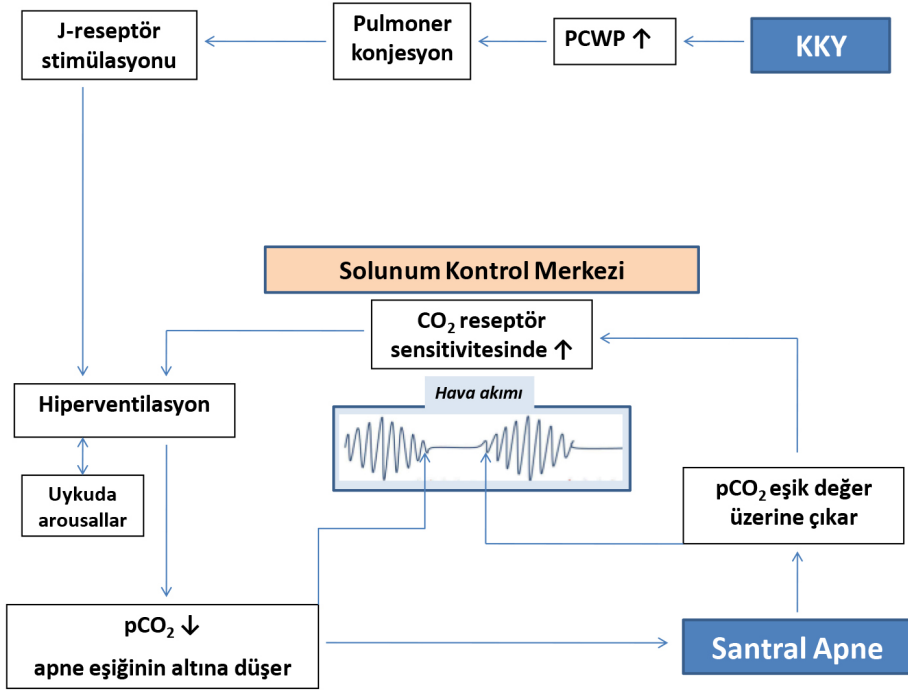 J-reseptör
stimülasyonu
Pulmoner
konjesyon
PCWP ↑
KKY
Solunum Kontrol Merkezi
CO₂ reseptör
sensitivitesinde ↑
Hiperventilasyon
Hava akımı
Uykuda
arousallar
pCO₂ eşik değer
üzerine çıkar
pCO₂ ↓
apne eşiğinin altına düşer
Santral Apne